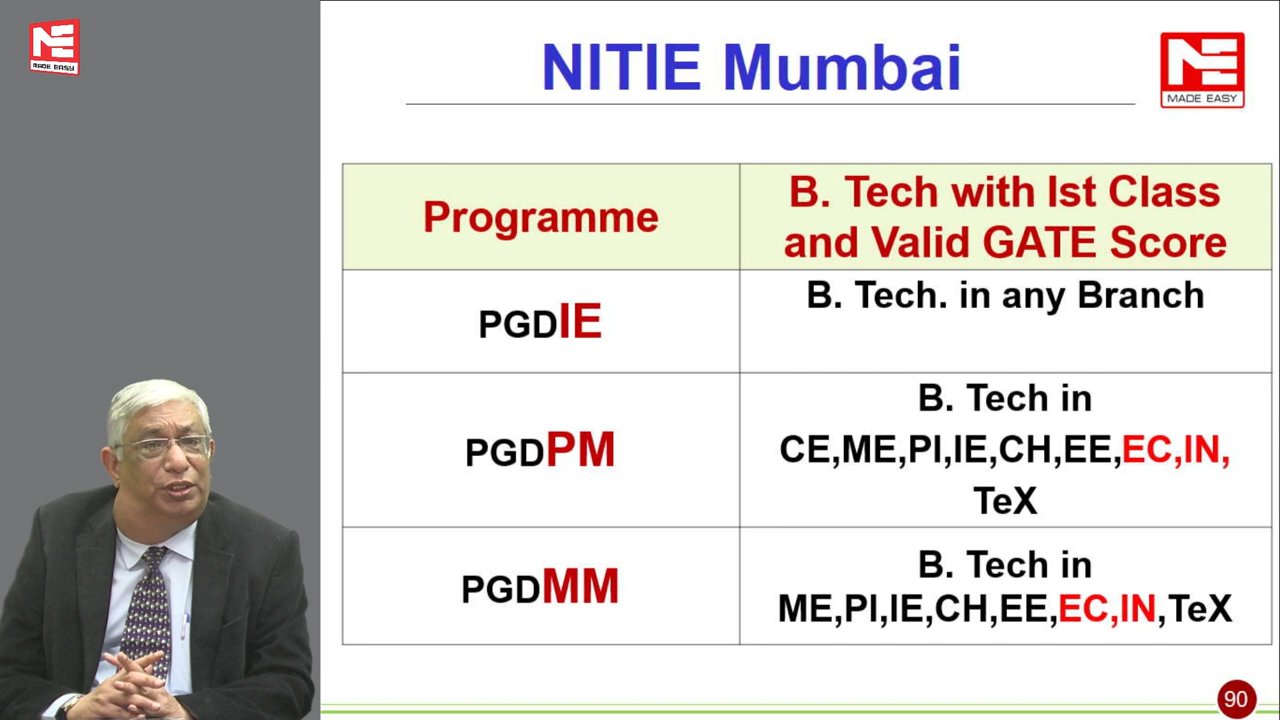 MADE EASY
NITIE Mumbai
MADE EASY
Programme
B. Tech with Ist Class
and Valid GATE Score
PGDIE
B. Tech. in any Branch
PGDPM
B. Tech in
CE,ME,PI,IE,CH,EE,EC,IN,
TeX
PGDMM
B. Tech in
ME,PI,IE,CH,EE,EC,IN,TeX
90